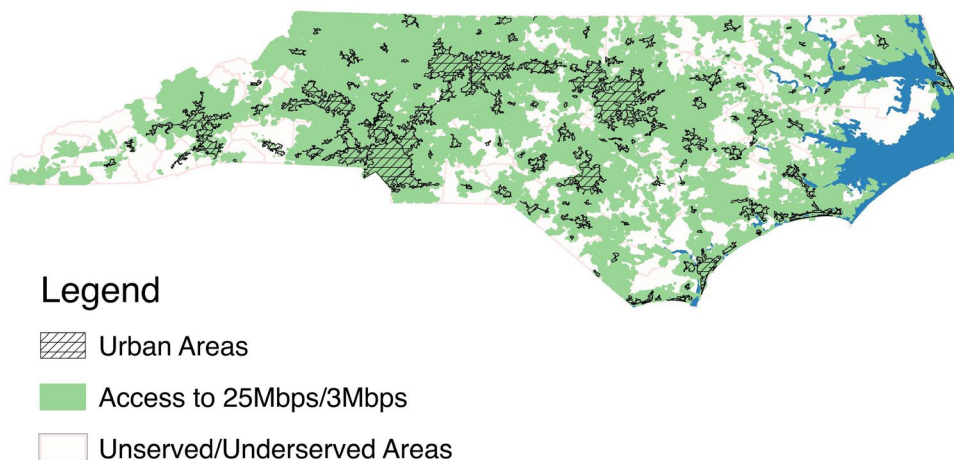 Legend
Urban Areas
Access to 25Mbps/3Mbps
Unserved/Underserved Areas